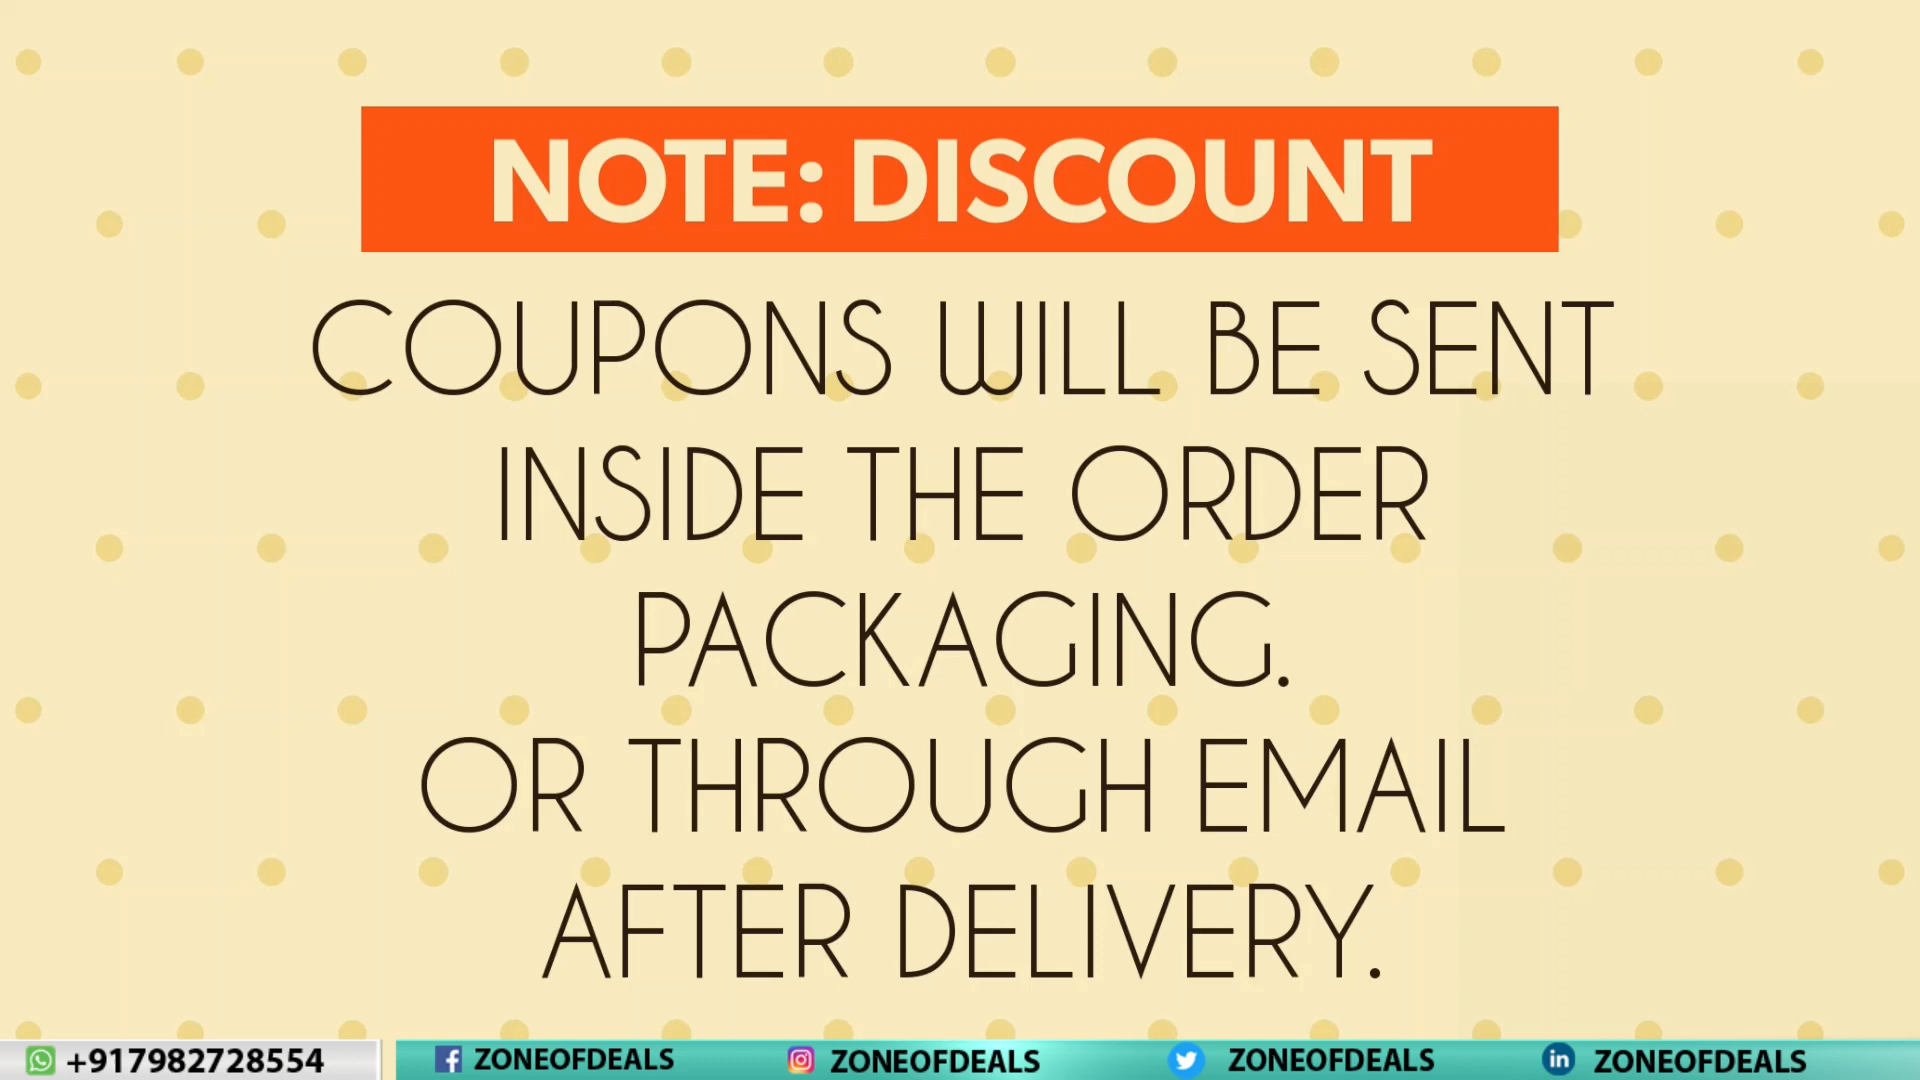 NOTE: DISCOUNT
COUPONS WILL BE SENT
INSIDE THE ORDER
PACKAGING.
OR THROUGH EMAIL
AFTER DELIVERY.
+917982728554 ZONEOFDEALS ZONEOFDEALS ZONEOFDEALS ZONEOFDEALS